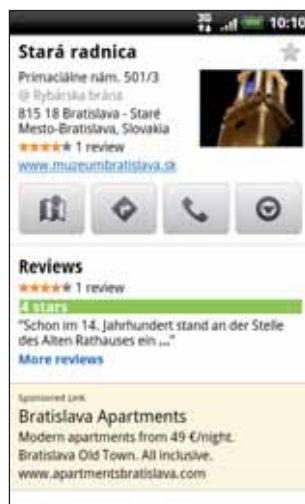 3G 10:10
Stará radnica
Primaciálne nám. 501/3
@ Rybárska brána
815 18 Bratislava - Staré
Mesto-Bratislava, Slovakia
1 review
www.muzeumbratislava.sk
Reviews
1 review
4 stars
"Schon im 14. Jahrhundert stand an der Stelle
des Alten Rathauses ein ..."
More reviews
Sponsored Link
Bratislava Apartments
Modern apartments from 49 €/night.
Bratislava Old Town. All inclusive.
www.apartmentsbratislava.com